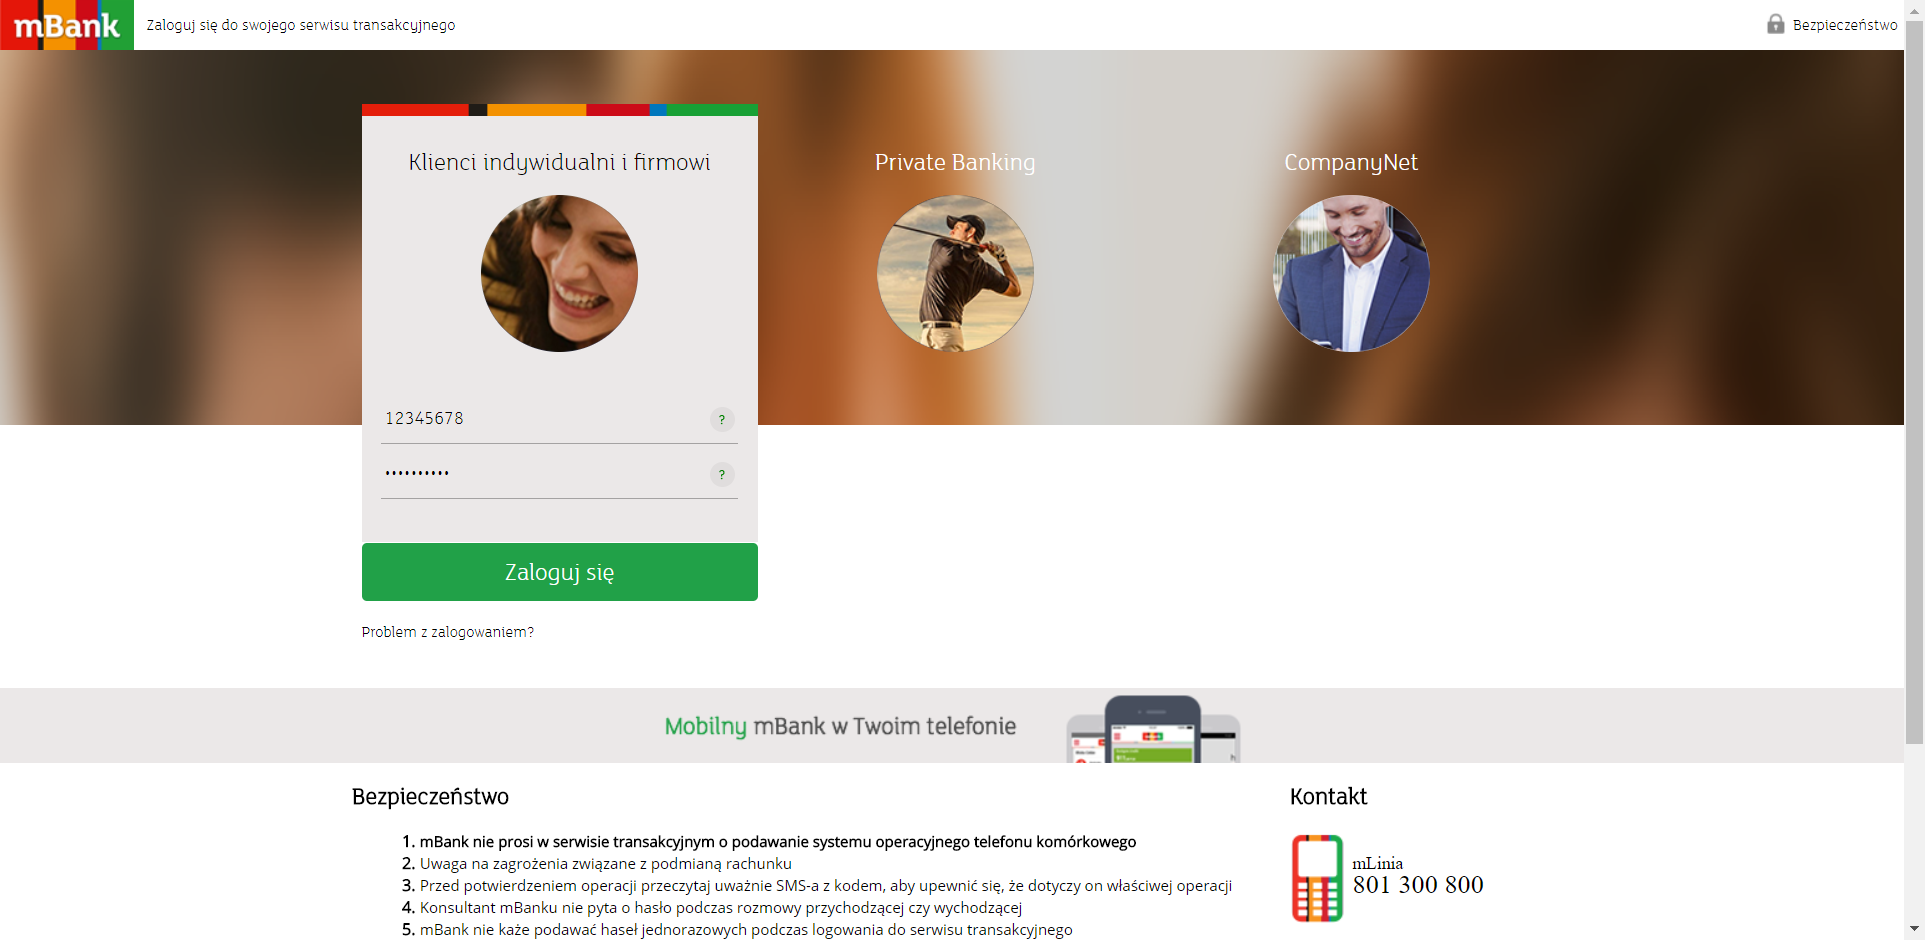 mBank
Zaloguj się do swojego serwisu transakcyjnego
Bezpieczeństwo
Klienci indywidualni i firmowi
Private Banking
CompanyNet
12345678
?
••••••••••
?
Zaloguj się
Problem z zalogowaniem?
Mobilny mBank w Twoim telefonie
Bezpieczeństwo
1. mBank nie prosi w serwisie transakcyjnym o podawanie systemu operacyjnego telefonu komórkowego
2. Uwaga na zagrożenia związane z podmianą rachunku
3. Przed potwierdzeniem operacji przeczytaj uważnie SMS-a z kodem, aby upewnić się, że dotyczy on właściwej operacji
4. Konsultant mBanku nie pyta o hasło podczas rozmowy przychodzącej czy wychodzącej
5. mBank nie każe podawać haseł jednorazowych podczas logowania do serwisu transakcyjnego
Kontakt
mLinia
801 300 800